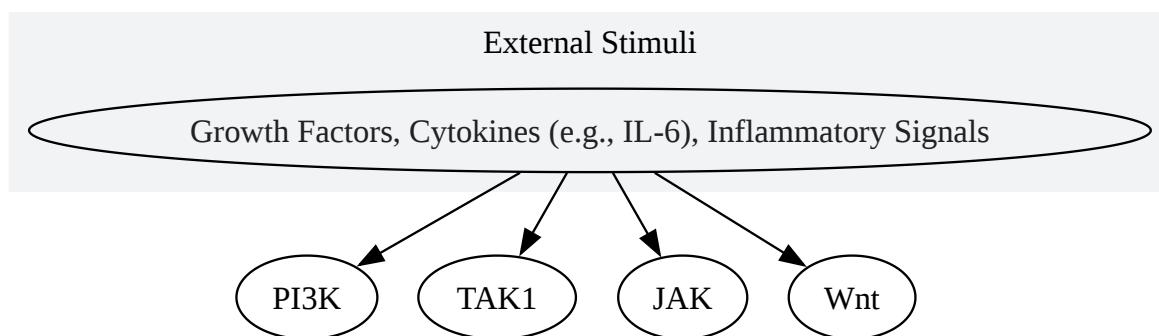 External Stimuli
Growth Factors, Cytokines (e.g., IL-6), Inflammatory Signals
PI3K TAK1 JAK Wnt